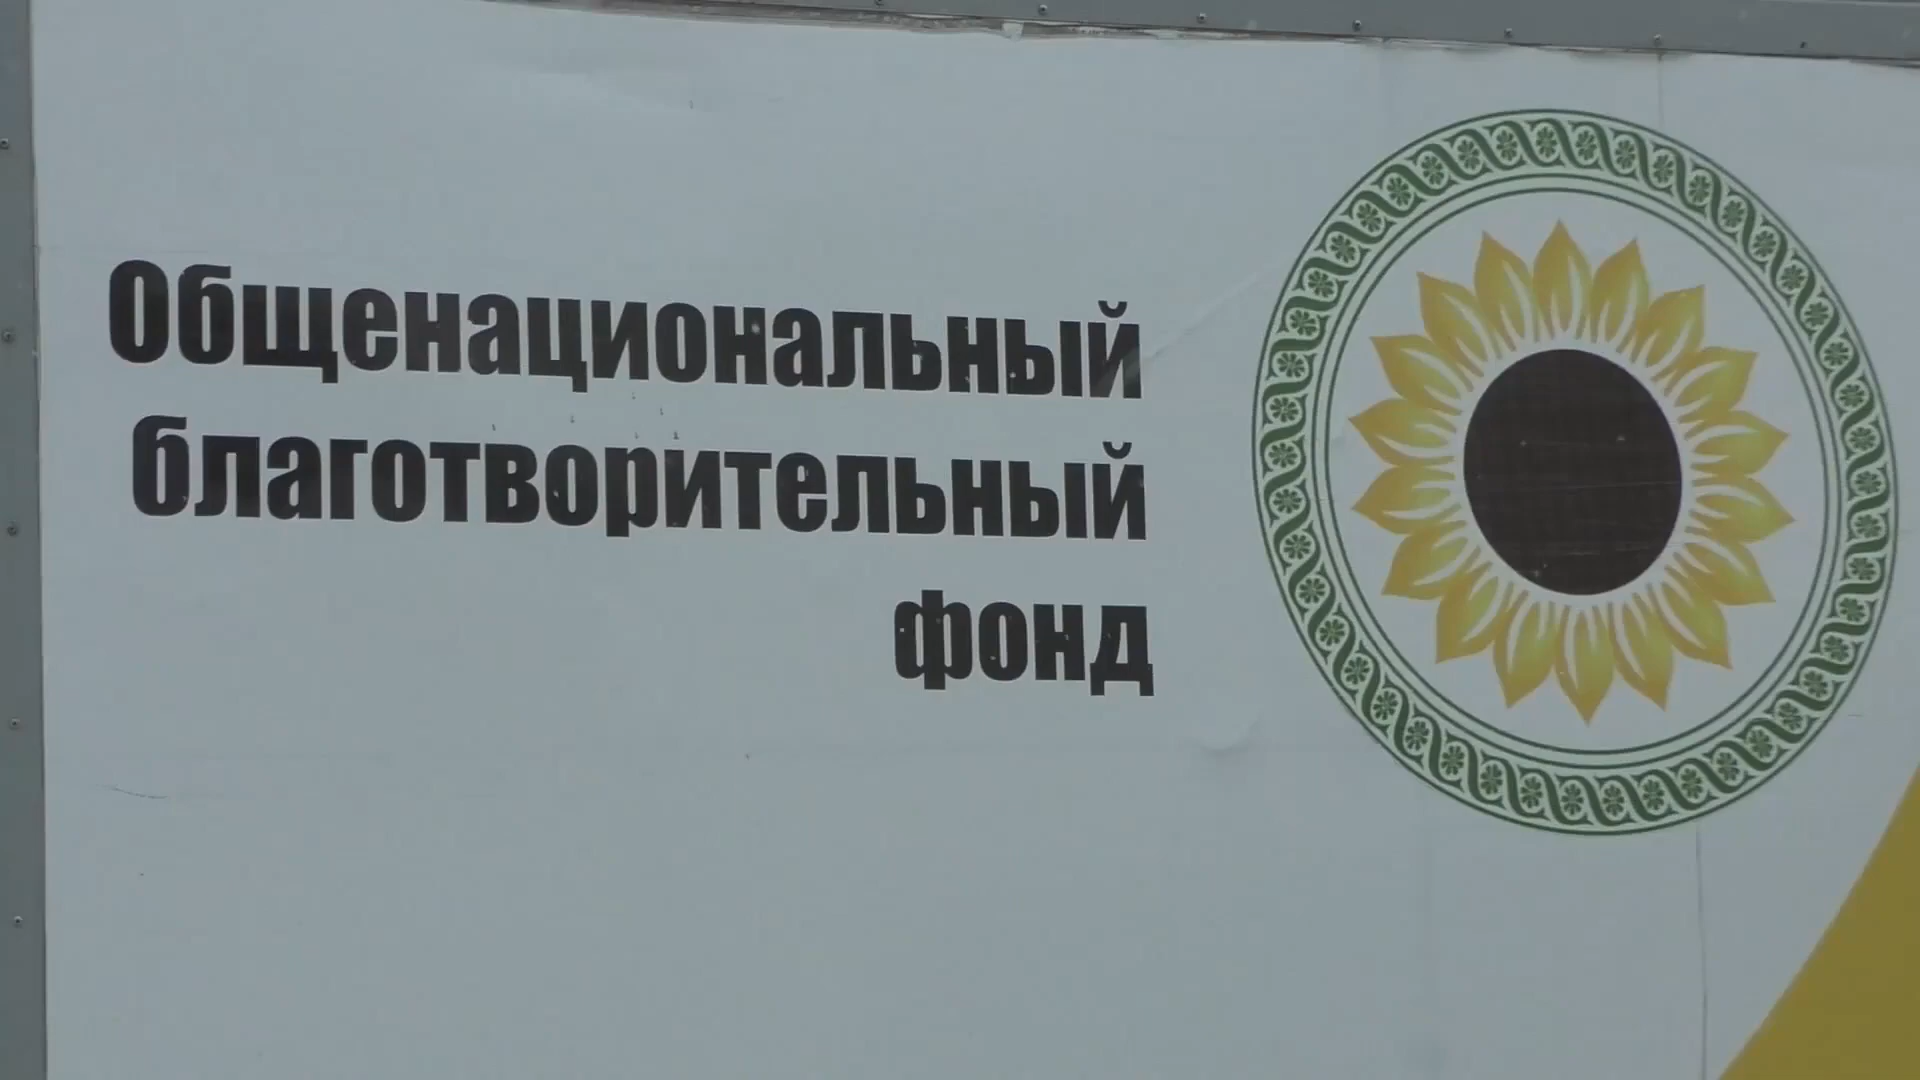 Общенациональный
благотворительный
фонд